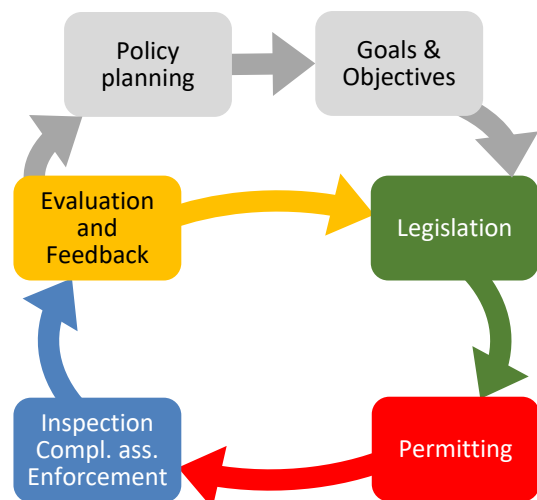 Policy
planning
Goals &
Objectives
Evaluation
and
Feedback
Legislation
Inspection
Compl. ass.
Enforcement
Permitting